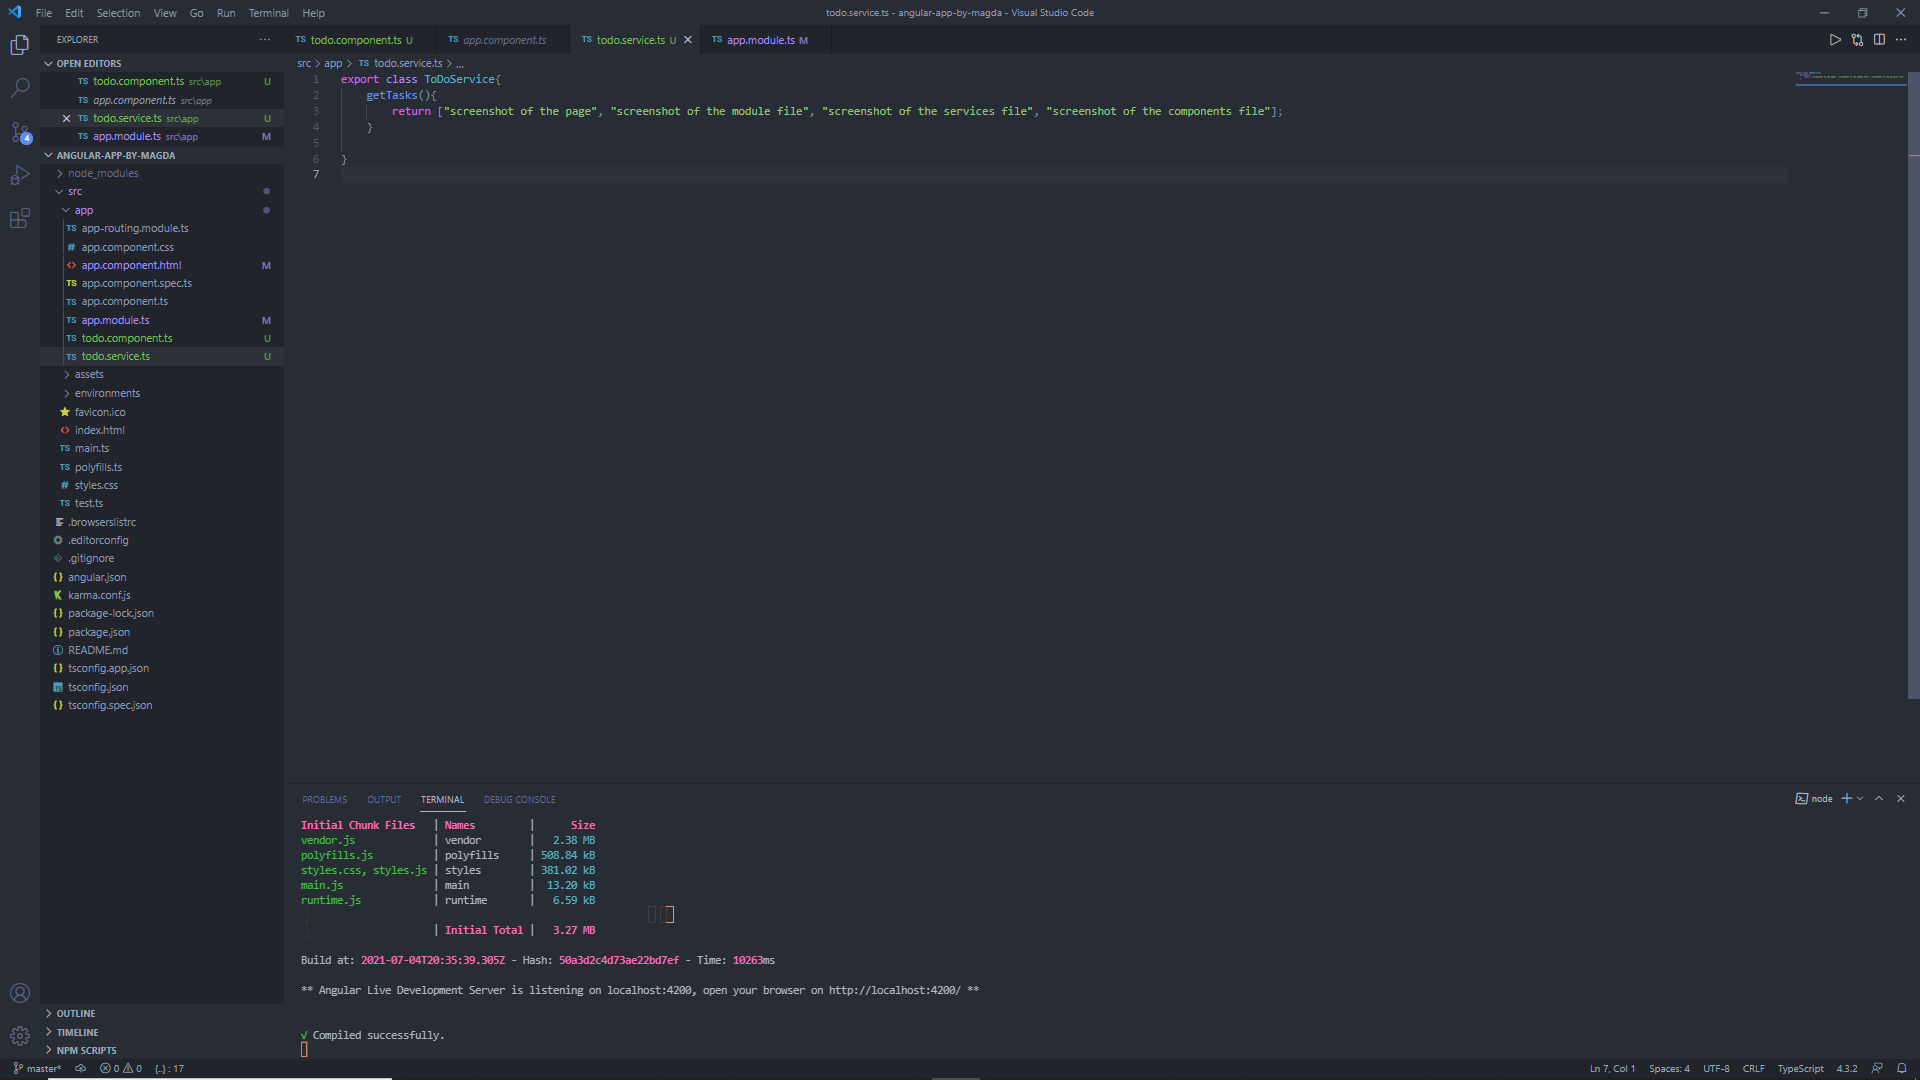 File Edit Selection View Go Run Terminal Help
todo.service.ts - angular-app-by-magda - Visual Studio Code
EXPLORER
TS todo.component.ts U
TS app.component.ts
TS todo.service.ts U
TS app.module.ts M
OPEN EDITORS
TS todo.component.ts src\app U
TS app.component.ts src\app
TS todo.service.ts src\app U
TS app.module.ts src\app M
4
ANGULAR-APP-BY-MAGDA
node_modules
src
app
TS app-routing.module.ts
# app.component.css
<> app.component.html M
TS app.component.spec.ts
TS app.component.ts
TS app.module.ts M
TS todo.component.ts U
TS todo.service.ts U
assets
environments
favicon.ico
<> index.html
TS main.ts
TS polyfills.ts
# styles.css
TS test.ts
.browserslistrc
.editorconfig
.gitignore
{} angular.json
karma.conf.js
{} package-lock.json
{} package.json
README.md
{} tsconfig.app.json
tsconfig.json
{} tsconfig.spec.json
OUTLINE
TIMELINE
NPM SCRIPTS
src > app > TS todo.service.ts > ...
1 export class ToDoService{
2 getTasks(){
3 return ["screenshot of the page", "screenshot of the module file", "screenshot of the services file", "screenshot of the components file"];
4 }
5
6 }
7
PROBLEMS OUTPUT TERMINAL DEBUG CONSOLE
node
Initial Chunk Files | Names | Size
vendor.js | vendor | 2.38 MB
polyfills.js | polyfills | 508.84 kB
styles.css, styles.js | styles | 381.02 kB
main.js | main | 13.20 kB
runtime.js | runtime | 6.59 kB
| Initial Total | 3.27 MB
Build at: 2021-07-04T20:35:39.305Z - Hash: 50a3d2c4d73ae22bd7ef - Time: 10263ms
** Angular Live Development Server is listening on localhost:4200, open your browser on http://localhost:4200/ **
√ Compiled successfully.
master* 0 0 {..} : 17
Ln 7, Col 1 Spaces: 4 UTF-8 CRLF TypeScript 4.3.2